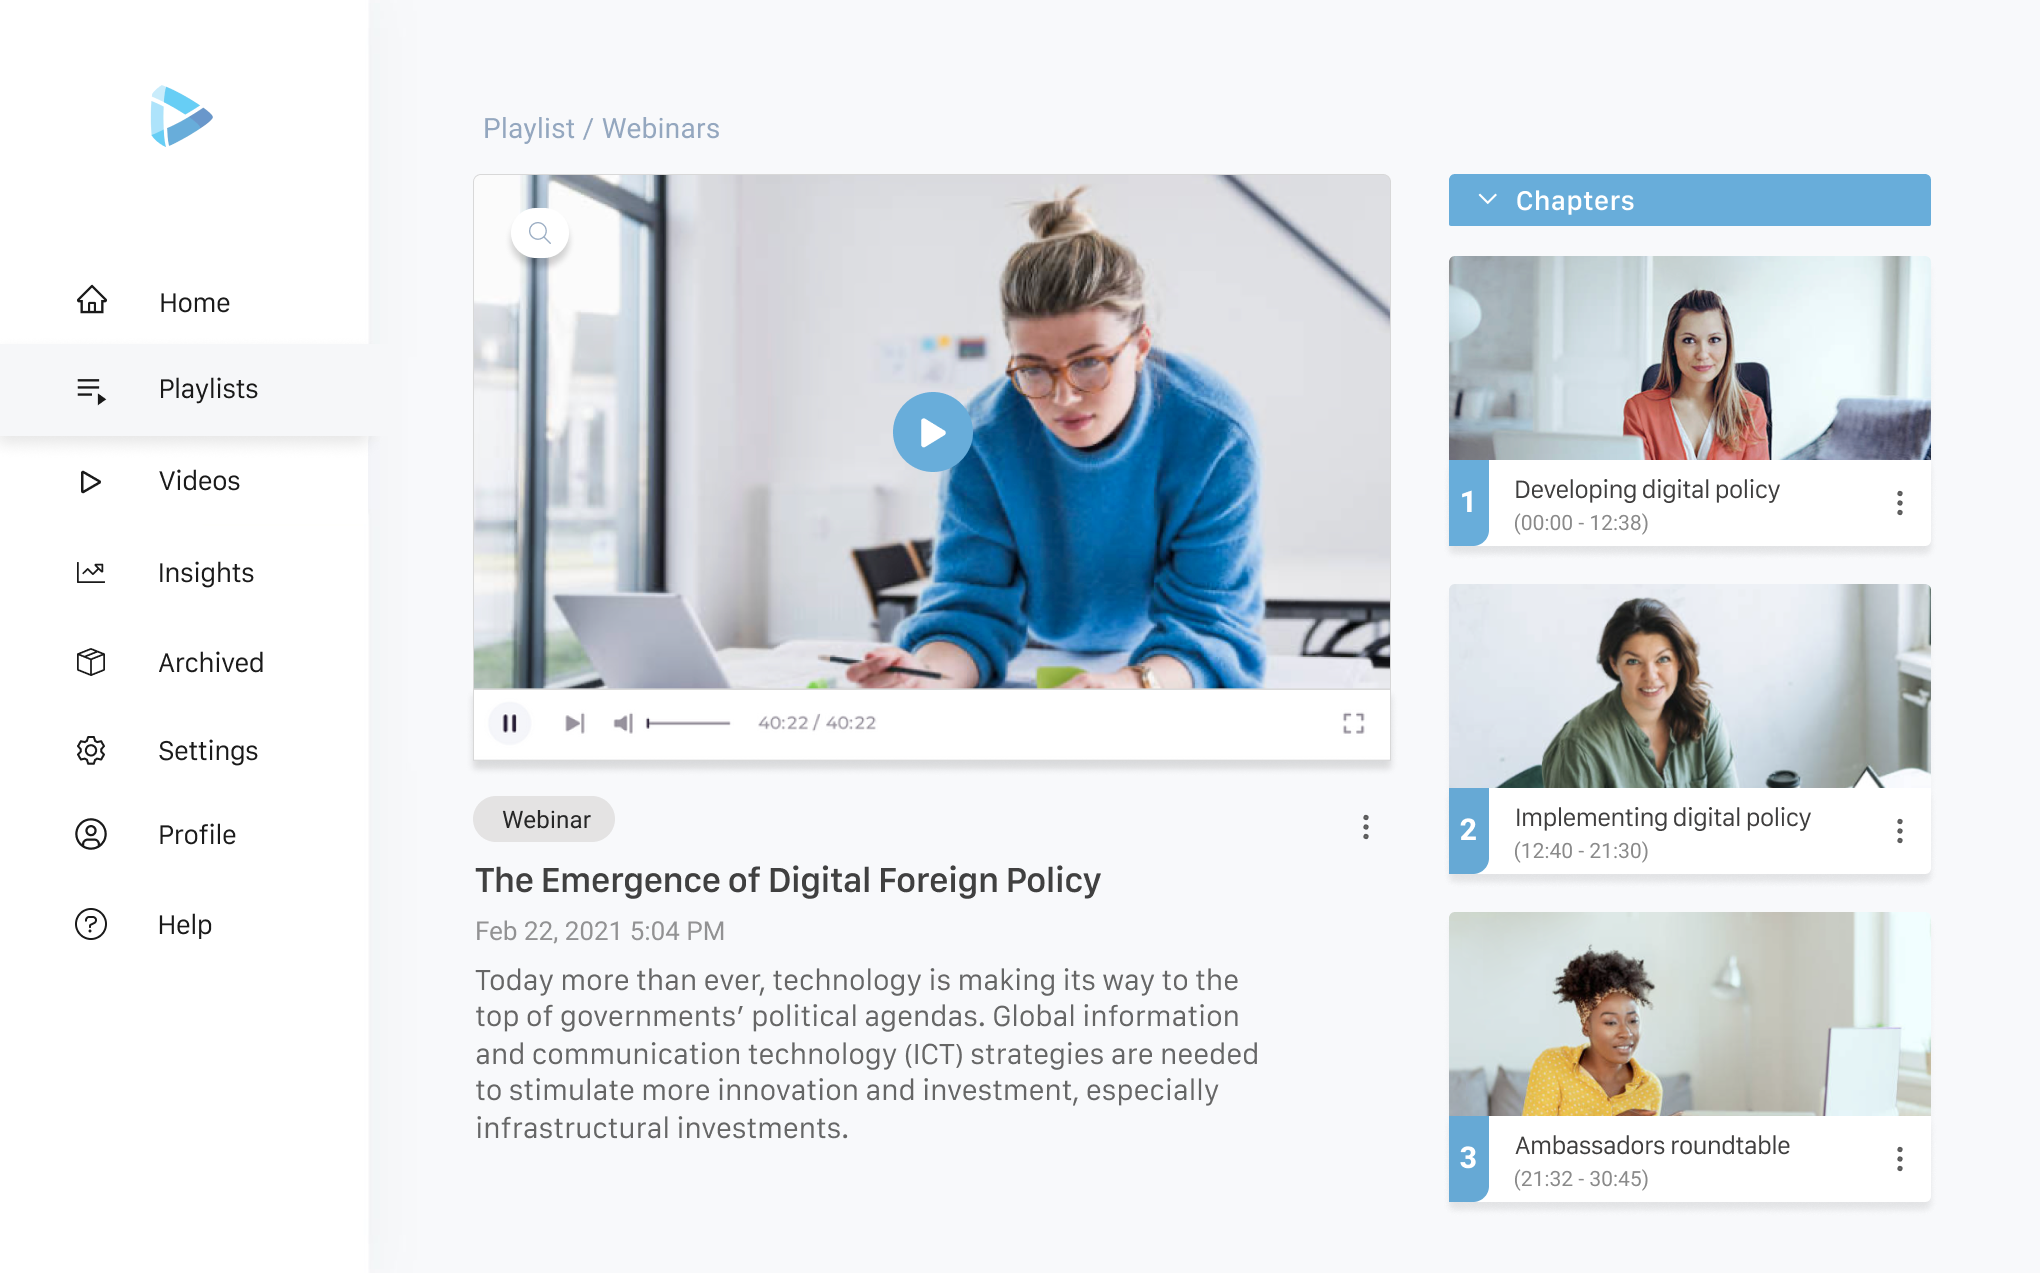 Playlist / Webinars
Home
Playlists
Videos
Insights
Archived
Settings
Profile
Help
40:22 / 40:22
Webinar
The Emergence of Digital Foreign Policy
Feb 22, 2021 5:04 PM
Today more than ever, technology is making its way to the
top of governments’ political agendas. Global information
and communication technology (ICT) strategies are needed
to stimulate more innovation and investment, especially
infrastructural investments.
Chapters
1
Developing digital policy
(00:00 - 12:38)
2
Implementing digital policy
(12:40 - 21:30)
3
Ambassadors roundtable
(21:32 - 30:45)